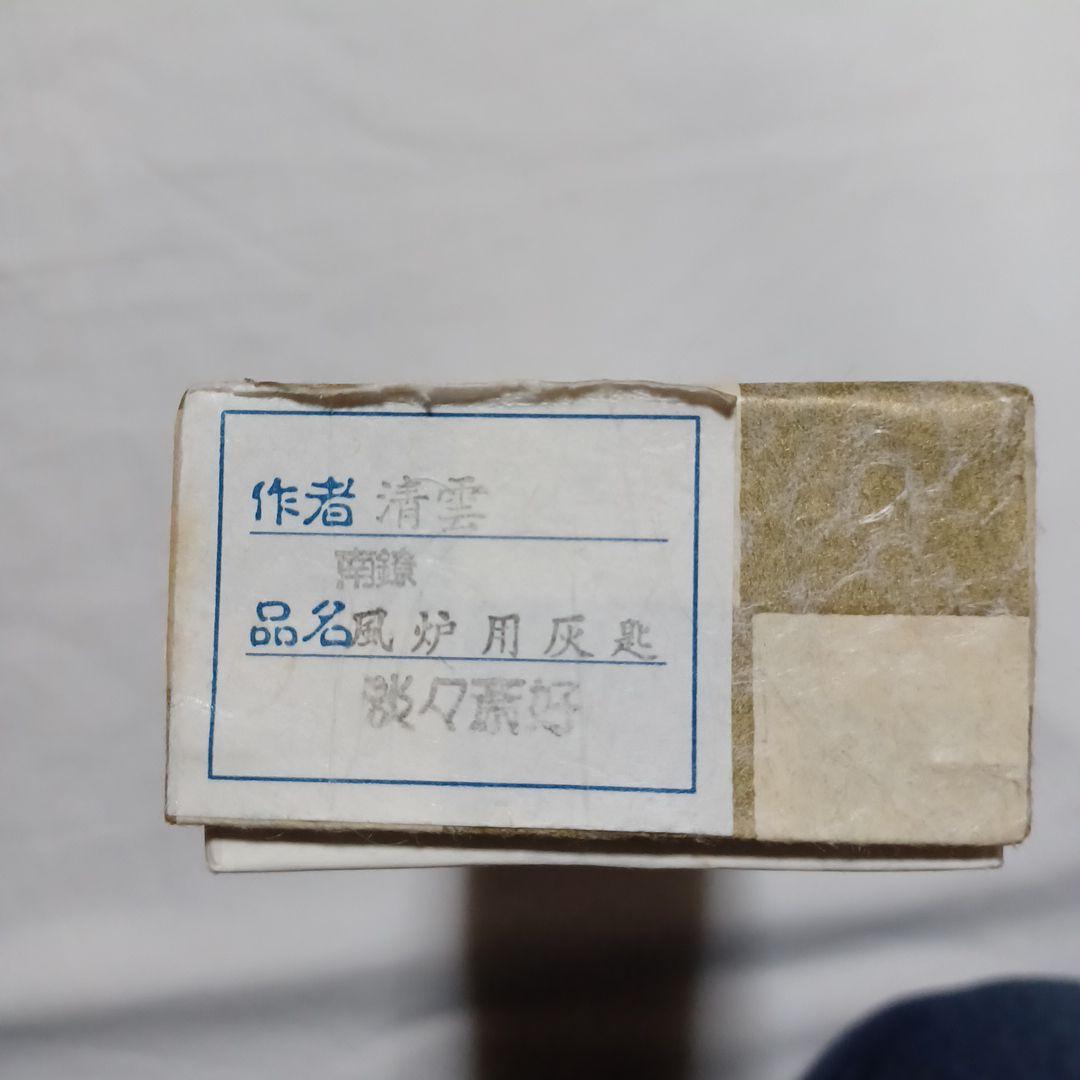 作者 清雲
南鐐
品名 風炉用灰匙
淡々斎好